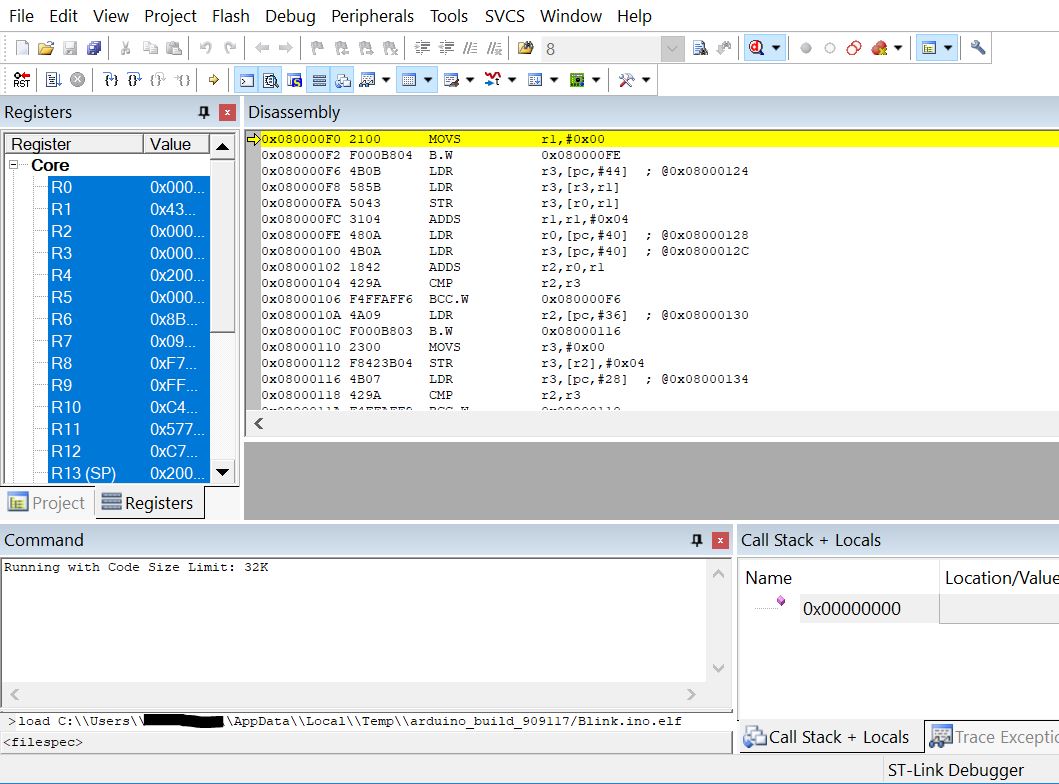 File Edit View Project Flash Debug Peripherals Tools SVCS Window Help
8
RST
Registers
Register Value
Core
R0 0x000...
R1 0x43...
R2 0x000...
R3 0x000...
R4 0x200...
R5 0x000...
R6 0x8B...
R7 0x09...
R8 0xF7...
R9 0xFF...
R10 0xC4...
R11 0x577...
R12 0xC7...
R13 (SP) 0x200...
Project Registers
Disassembly
0x080000F0 2100 MOVS r1,#0x00
0x080000F2 F000B804 B.W 0x080000FE
0x080000F6 4B0B LDR r3,[pc,#44] ; @0x08000124
0x080000F8 585B LDR r3,[r3,r1]
0x080000FA 5043 STR r3,[r0,r1]
0x080000FC 3104 ADDS r1,r1,#0x04
0x080000FE 480A LDR r0,[pc,#40] ; @0x08000128
0x08000100 4B0A LDR r3,[pc,#40] ; @0x0800012C
0x08000102 1842 ADDS r2,r0,r1
0x08000104 429A CMP r2,r3
0x08000106 F4FFAFF6 BCC.W 0x080000F6
0x0800010A 4A09 LDR r2,[pc,#36] ; @0x08000130
0x0800010C F000B803 B.W 0x08000116
0x08000110 2300 MOVS r3,#0x00
0x08000112 F8423B04 STR r3,[r2],#0x04
0x08000116 4B07 LDR r3,[pc,#28] ; @0x08000134
0x08000118 429A CMP r2,r3
Command
Running with Code Size Limit: 32K
>load C:\\Users\\ \\AppData\\Local\\Temp\\arduino_build_909117/Blink.ino.elf
<filespec>
Call Stack + Locals
Name Location/Value
0x00000000
Call Stack + Locals Trace Exceptio
ST-Link Debugger